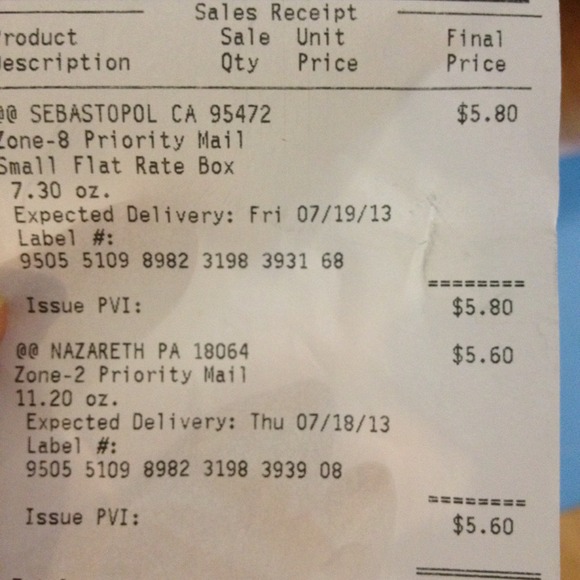 Sales Receipt
roduct Sale Unit Final
escription Qty Price Price
@@ SEBASTOPOL CA 95472 $5.80
Zone-8 Priority Mail
Small Flat Rate Box
7.30 oz.
Expected Delivery: Fri 07/19/13
Label #:
9505 5109 8982 3198 3931 68
========
Issue PVI: $5.80
@@ NAZARETH PA 18064 $5.60
Zone-2 Priority Mail
11.20 oz.
Expected Delivery: Thu 07/18/13
Label #:
9505 5109 8982 3198 3939 08
========
Issue PVI: $5.60